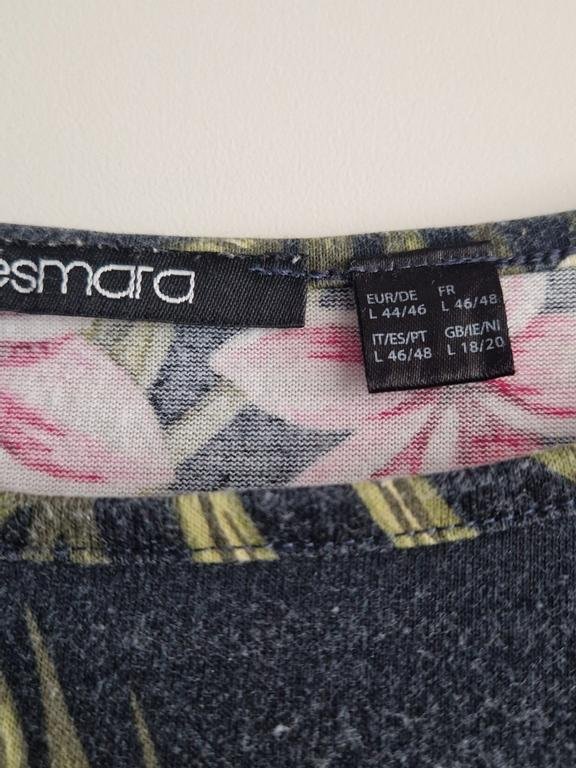 esmara
EUR/DE FR
L 44/46 L 46/48
IT/ES/PT GB/IE/NI
L 46/48 L 18/20